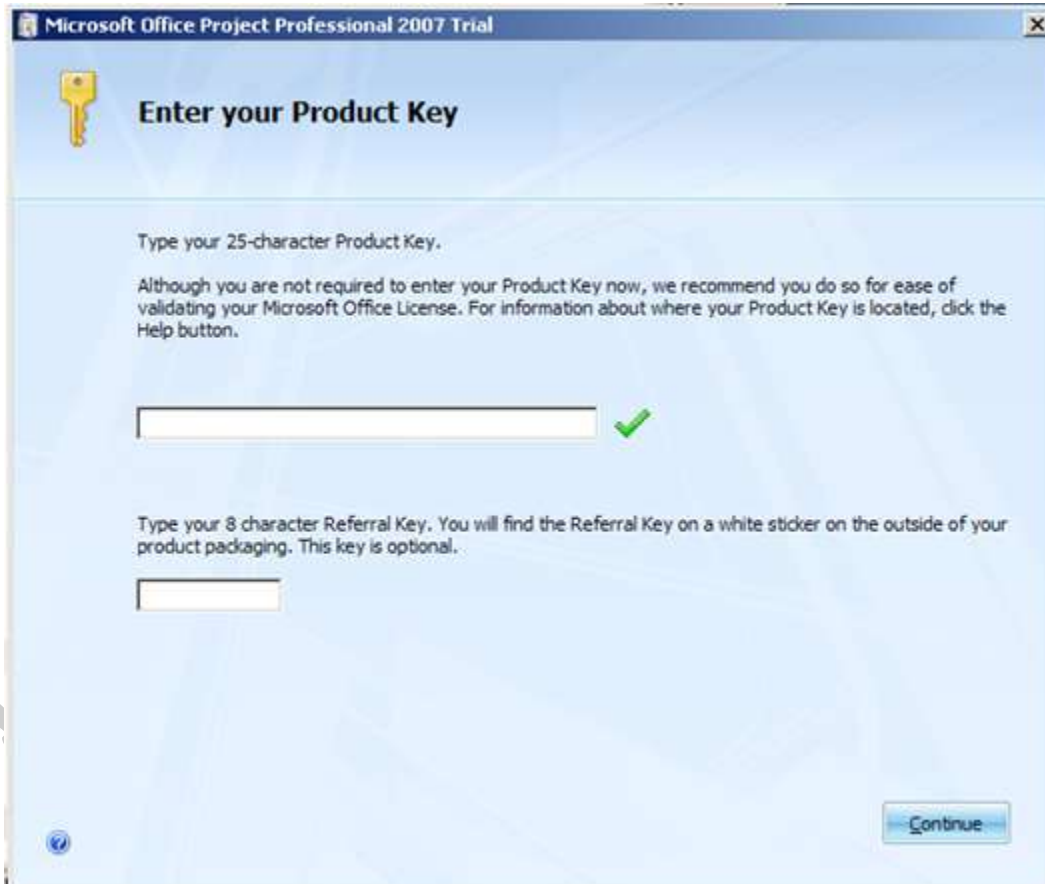 Microsoft Office Project Professional 2007 Trial
Enter your Product Key
Type your 25-character Product Key.
Although you are not required to enter your Product Key now, we recommend you do so for ease of
validating your Microsoft Office License. For information about where your Product Key is located, click the
Help button.
Type your 8 character Referral Key. You will find the Referral Key on a white sticker on the outside of your
product packaging. This key is optional.
Continue